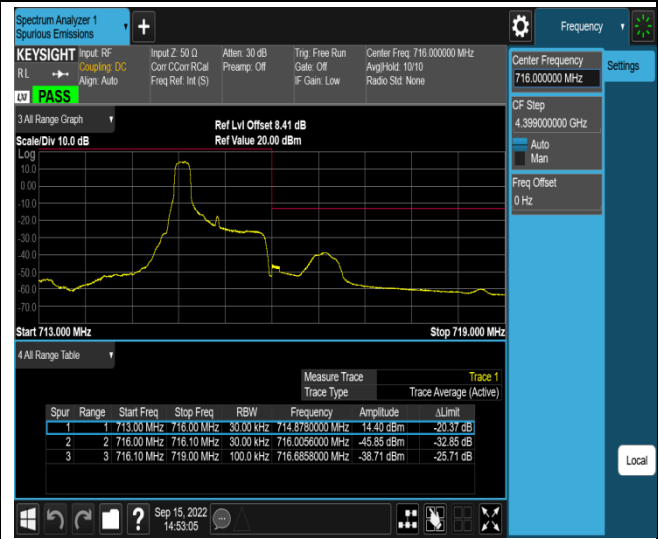 Spectrum Analyzer 1
Spurious Emissions
Frequency
KEYSIGHT
RL
PASS
Input: RF
Coupling: DC
Align: Auto
Input Z: 50 Ω
Corr CCorr RCal
Freq Ref: Int (S)
Atten: 30 dB
Preamp: Off
Trig: Free Run
Gate: Off
IF Gain: Low
Center Freq: 716.000000 MHz
Avg|Hold: 10/10
Radio Std: None
Center Frequency
716.000000 MHz
Settings
CF Step
4.399000000 GHz
Auto
Man
Freq Offset
0 Hz
3 All Range Graph
Scale/Div 10.0 dB
Ref Lvl Offset 8.41 dB
Ref Value 20.00 dBm
Log
10.0
0.00
-10.0
-20.0
-30.0
-40.0
-50.0
-60.0
-70.0
Start 713.000 MHz
Stop 719.000 MHz
4 All Range Table
Measure Trace Trace 1
Trace Type Trace Average (Active)
Spur Range Start Freq Stop Freq RBW Frequency Amplitude ΔLimit
1 1 713.00 MHz 716.00 MHz 30.00 kHz 714.8780000 MHz 14.40 dBm -20.37 dB
2 2 716.00 MHz 716.10 MHz 30.00 kHz 716.0056000 MHz -45.85 dBm -32.85 dB
3 3 716.10 MHz 719.00 MHz 100.0 kHz 716.6858000 MHz -38.71 dBm -25.71 dB
Local
Sep 15, 2022
14:53:05